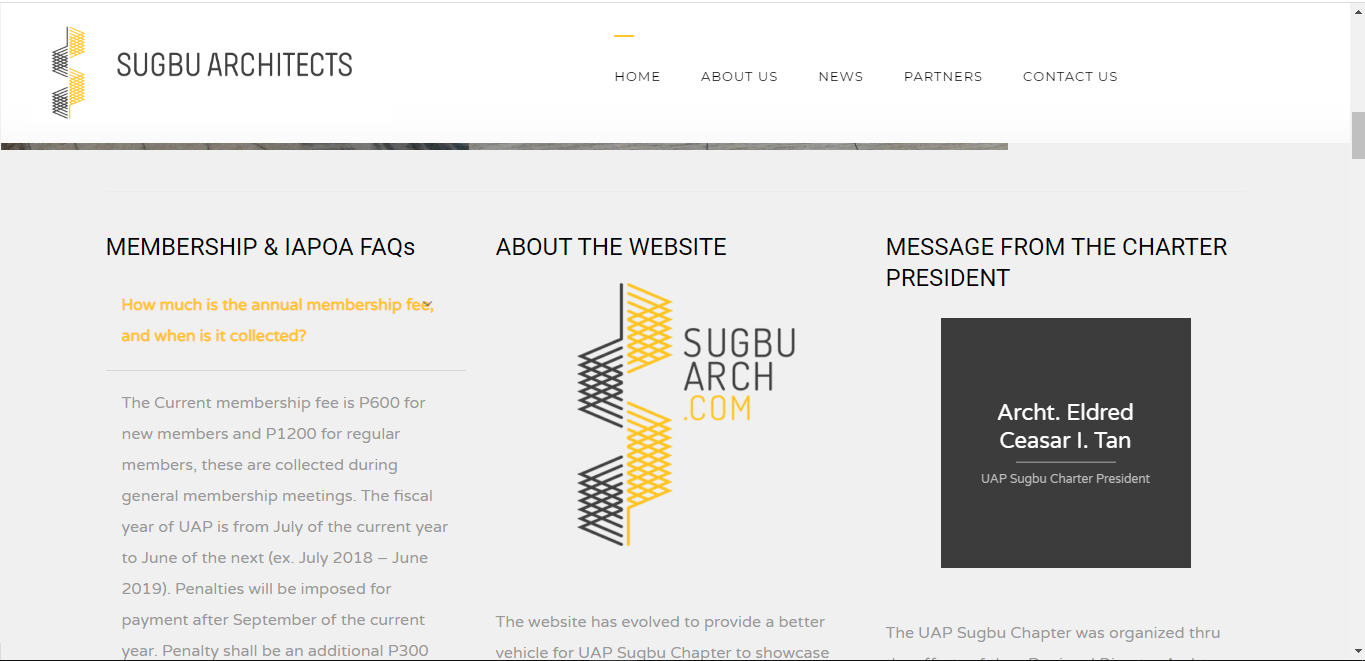 SUGBU ARCHITECTS
HOME
ABOUT US
NEWS
PARTNERS
CONTACT US
MEMBERSHIP & IAPOA FAQs
How much is the annual membership fee,
and when is it collected?
The Current membership fee is P600 for
new members and P1200 for regular
members, these are collected during
general membership meetings. The fiscal
year of UAP is from July of the current year
to June of the next (ex. July 2018 – June
2019). Penalties will be imposed for
payment after September of the current
year. Penalty shall be an additional P300
ABOUT THE WEBSITE
SUGBU
ARCH
.COM
The website has evolved to provide a better
vehicle for UAP Sugbu Chapter to showcase
MESSAGE FROM THE CHARTER
PRESIDENT
Archt. Eldred
Ceasar I. Tan
UAP Sugbu Charter President
The UAP Sugbu Chapter was organized thru